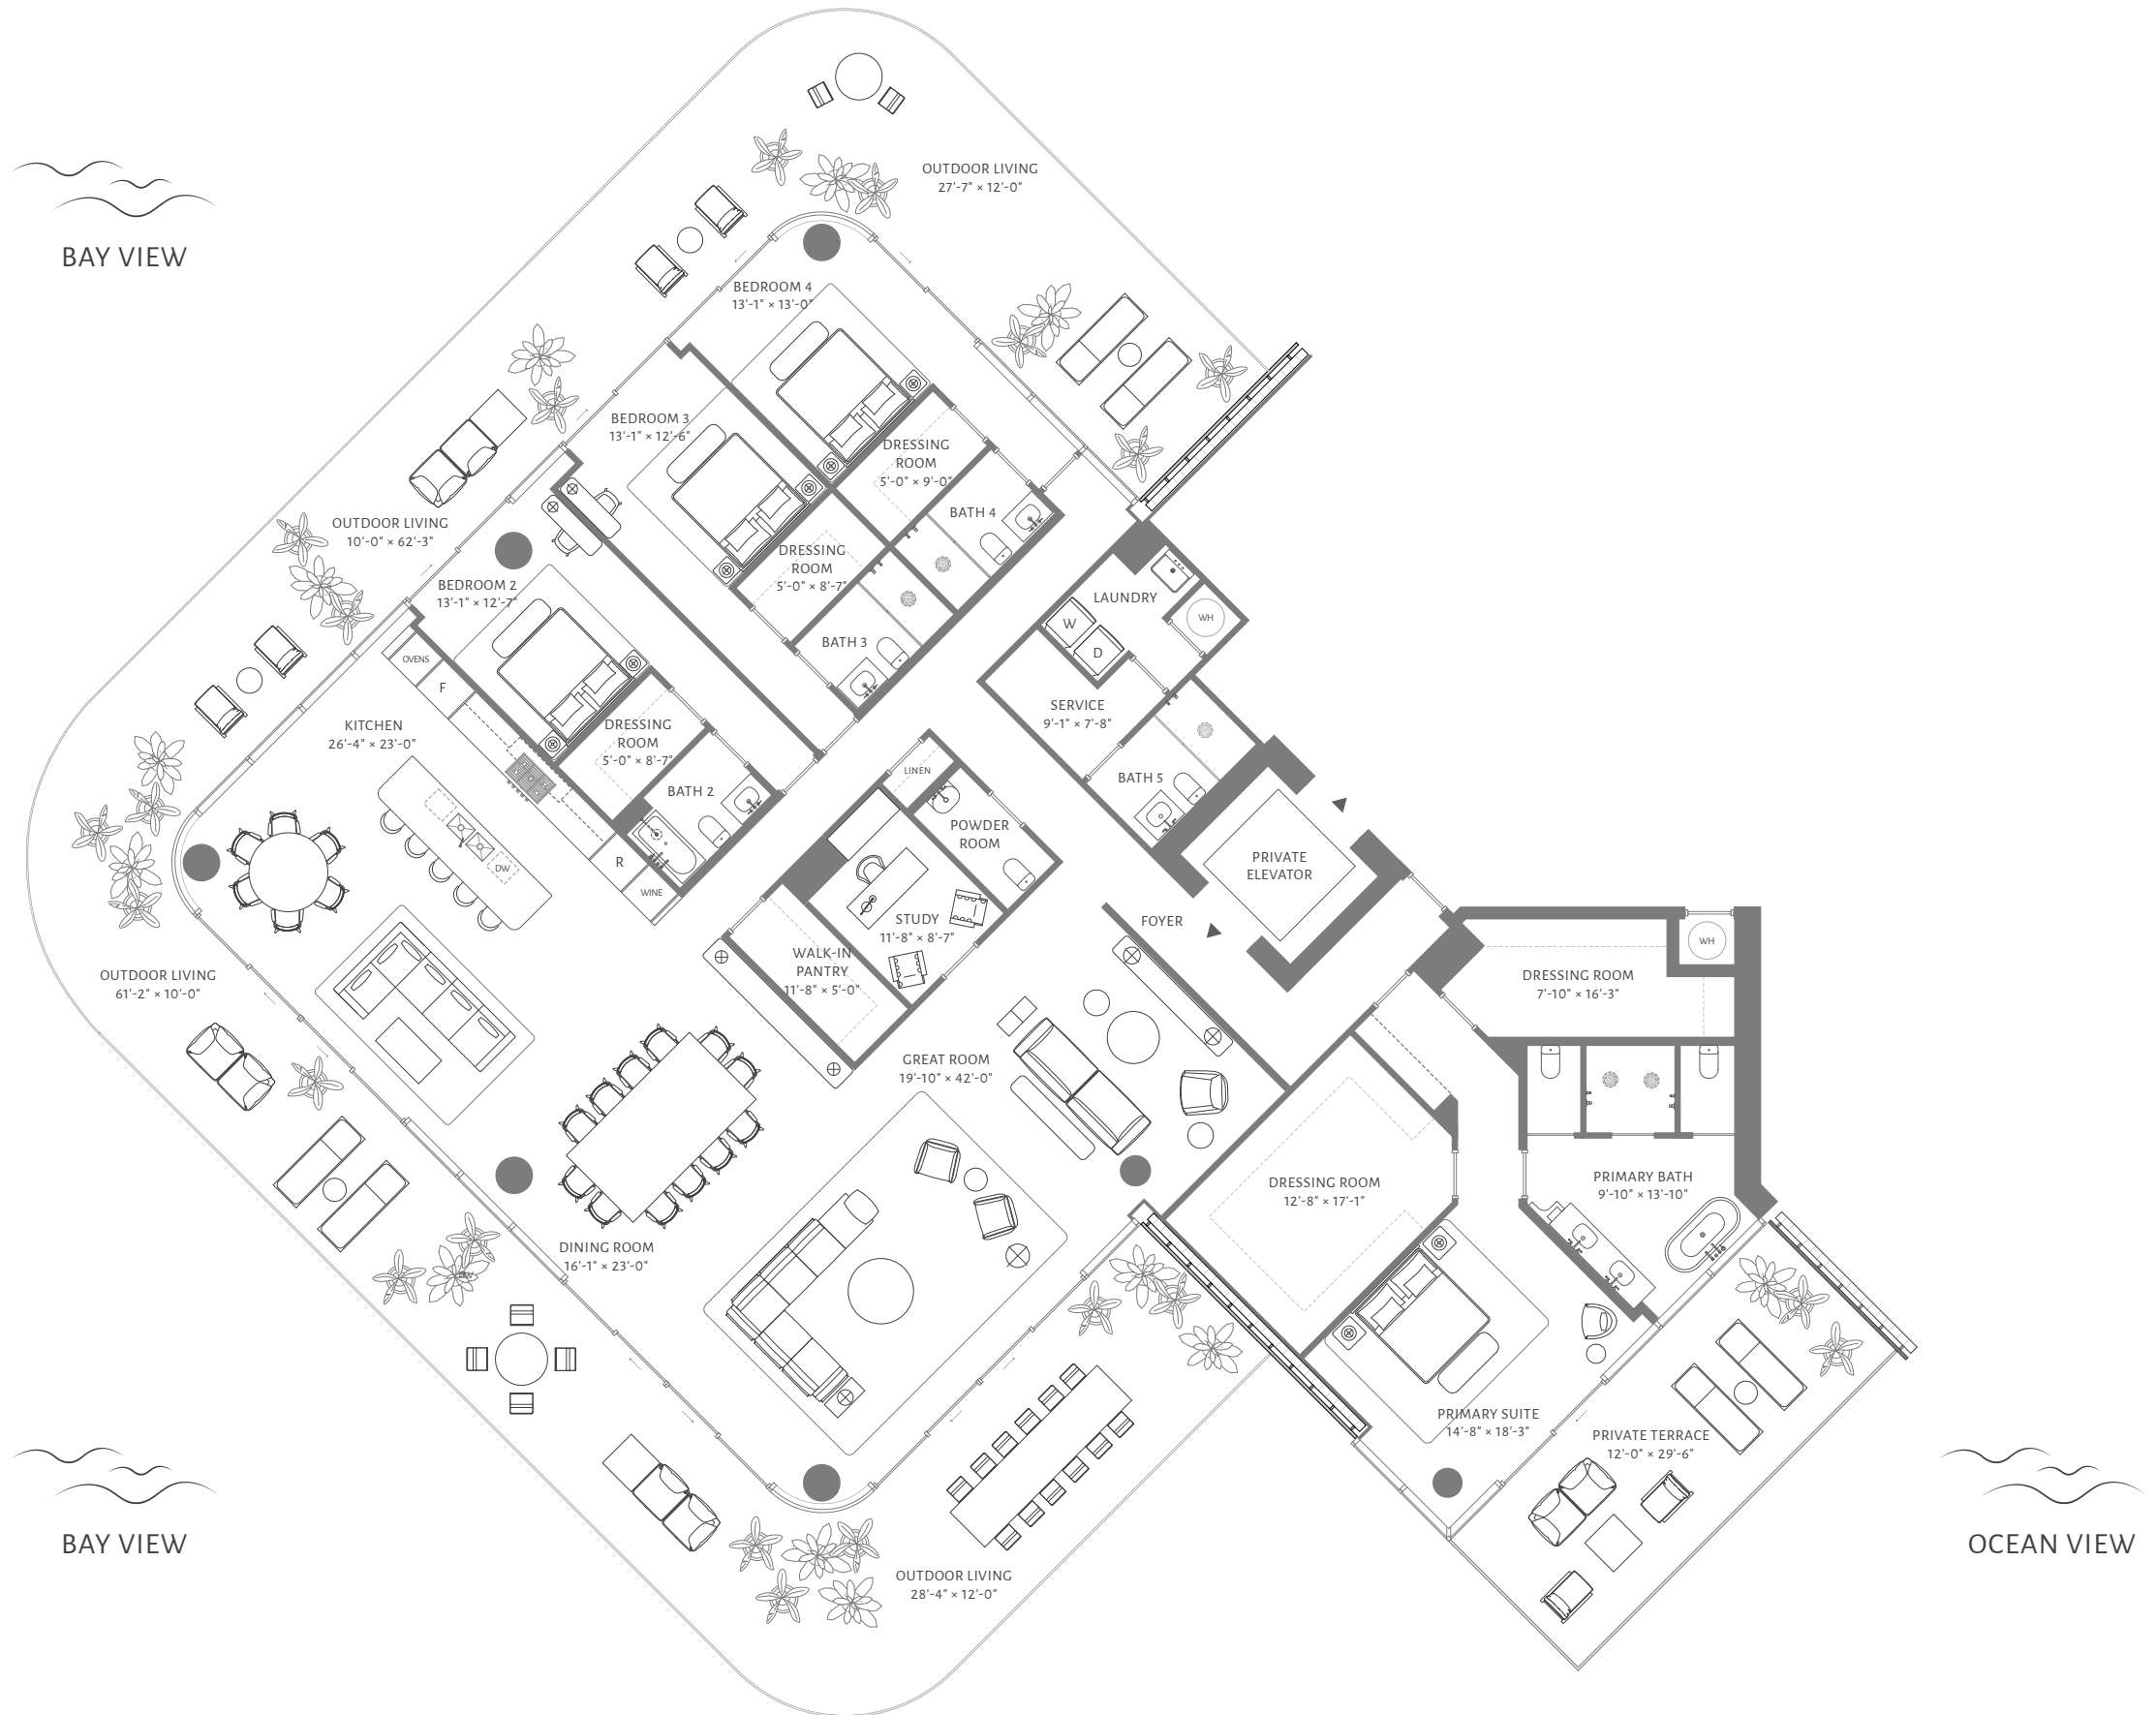 OUTDOOR LIVING
27'-7" × 12'-0"
BAY VIEW
BEDROOM 4
13'-1" × 13'-0"
BEDROOM 3
13'-1" × 12'-6"
DRESSING
ROOM
5'-0" × 9'-0"
BATH 4
OUTDOOR LIVING
10'-0" × 62'-3"
DRESSING
ROOM
5'-0" × 8'-7"
BEDROOM 2
13'-1" × 12'-7"
LAUNDRY
WH
W
D
BATH 3
OVENS
F
SERVICE
9'-1" × 7'-8"
KITCHEN
26'-4" × 23'-0"
DRESSING
ROOM
5'-0" × 8'-7"
LINEN
BATH 5
BATH 2
POWDER
ROOM
PRIVATE
ELEVATOR
R
DW
WINE
STUDY
11'-8" × 8'-7"
FOYER
WH
WALK-IN
PANTRY
11'-8" × 5'-0"
OUTDOOR LIVING
61'-2" × 10'-0"
DRESSING ROOM
7'-10" × 16'-3"
GREAT ROOM
19'-10" × 42'-0"
DRESSING ROOM
12'-8" × 17'-1"
PRIMARY BATH
9'-10" × 13'-10"
DINING ROOM
16'-1" × 23'-0"
DW
PRIMARY SUITE
14'-8" × 18'-3"
PRIVATE TERRACE
12'-0" × 29'-6"
BAY VIEW
OCEAN VIEW
OUTDOOR LIVING
28'-4" × 12'-0"